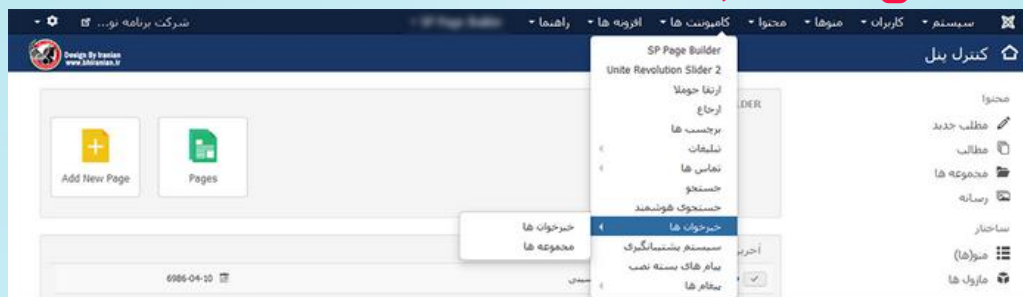 سیستم
کاربران
منوها
محتوا
کامپوننت ها
افزونه ها
راهنما
شرکت برنامه نو...
کنترل پنل
Design By Iranian
www.bhiranian.ir
محتوا
مطلب جدید
مطالب
مجموعه ها
رسانه
ساختار
منو(ها)
ماژول ها
SP Page Builder
Unite Revolution Slider 2
ارتقا جوملا
ارجاع
برچسب ها
تبلیغات
تماس ها
جستجو
جستجوی هوشمند
خبرخوان ها
سیستم پشتیبانگیری
پیام های بسته نصب
پیغام ها
خبرخوان ها
مجموعه ها
Pages
Add New Page
6986-04-10